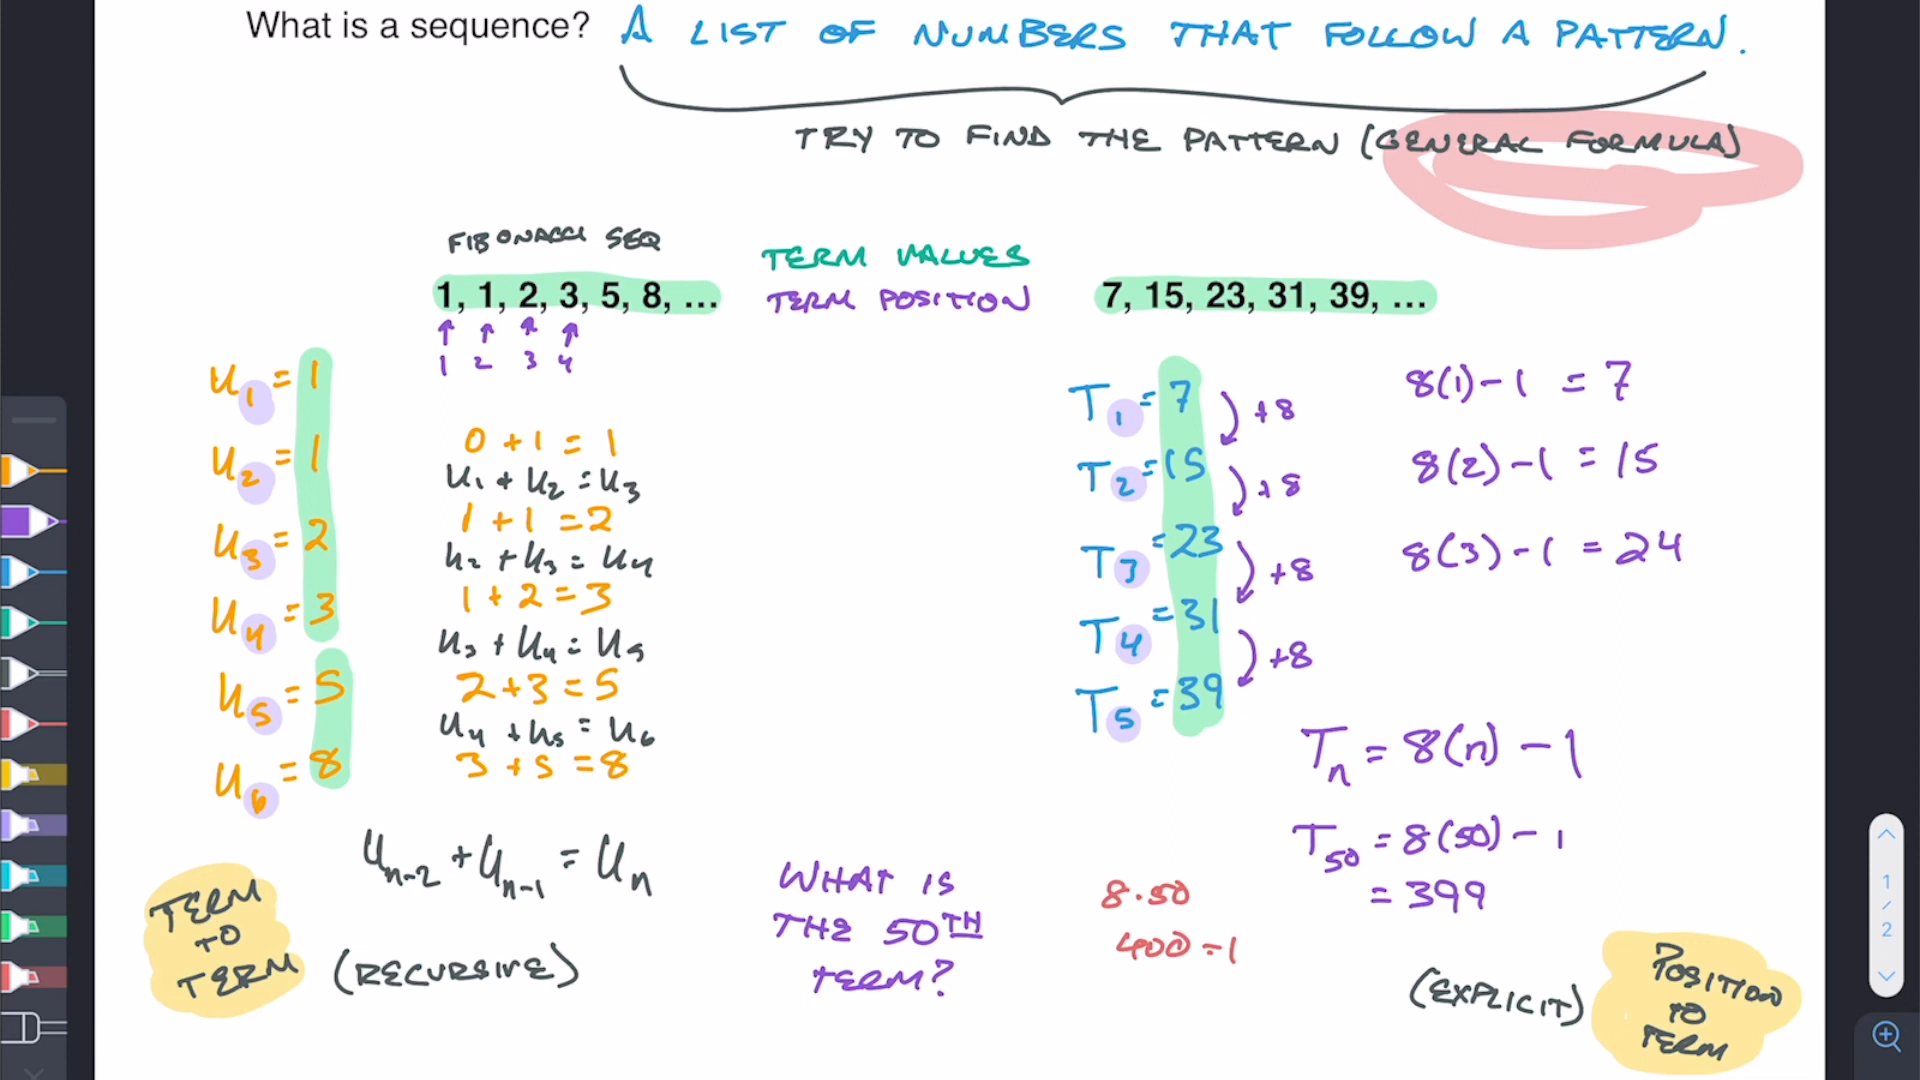 What is a sequence? A LIST OF NUMBERS THAT FOLLOW A PATTERN.
TRY TO FIND THE PATTERN (GENERAL FORMULA)
FIBONACCI SEQ
1, 1, 2, 3, 5, 8, ...
↑ ↑ ↑ ↑
1 2 3 4
TERM VALUES
TERM POSITION
7, 15, 23, 31, 39, ...
U₁ = 1
U₂ = 1
U₃ = 2
U₄ = 3
U₅ = 5
U₆ = 8
0 + 1 = 1
U₁ + U₂ = U₃
1 + 1 = 2
U₂ + U₃ = U₄
1 + 2 = 3
U₃ + U₄ = U₅
2 + 3 = 5
U₄ + U₅ = U₆
3 + 5 = 8
Uₙ₋₂ + Uₙ₋₁ = Uₙ
TERM
TO
TERM
(RECURSIVE)
WHAT IS
THE 50TH
TERM?
T₁ = 7
T₂ = 15
T₃ = 23
T₄ = 31
T₅ = 39
+8
+8
+8
+8
8(1) - 1 = 7
8(2) - 1 = 15
8(3) - 1 = 24
Tₙ = 8(n) - 1
T₅₀ = 8(50) - 1
= 399
8·50
400 - 1
(EXPLICIT)
POSITION
TO
TERM
1
/
2